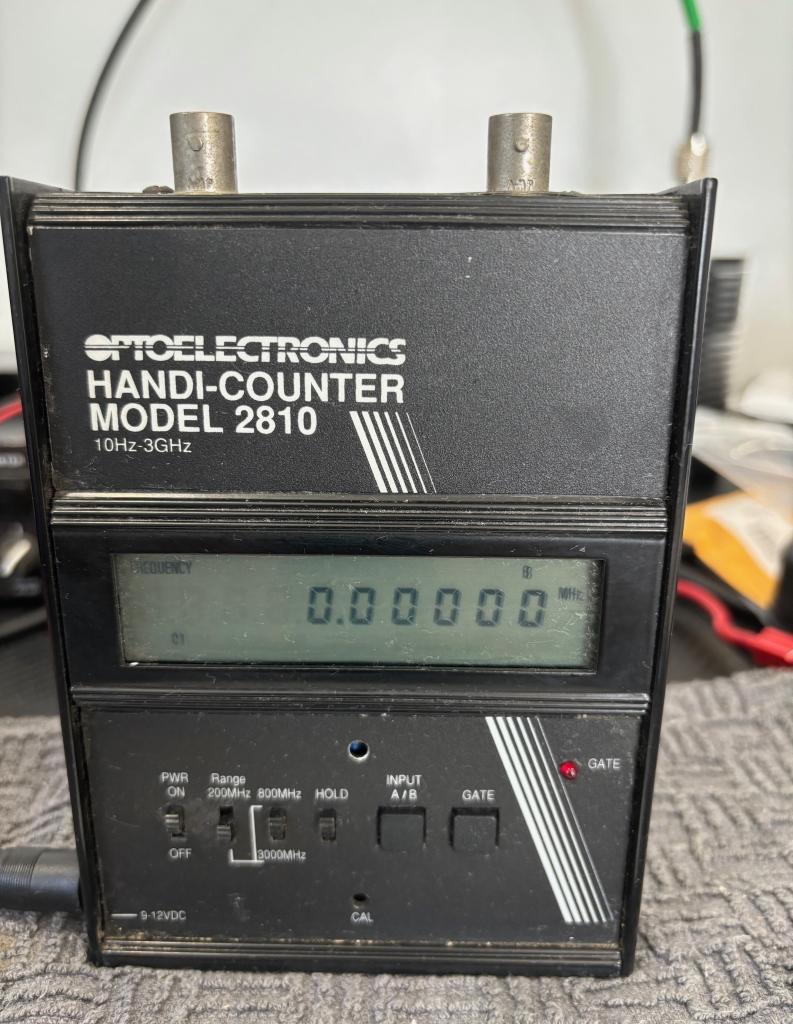 OPTOELECTRONICS
HANDI-COUNTER
MODEL 2810
10Hz-3GHz
FREQUENCY B
0.00000 MHz
C1
GATE
PWR Range INPUT
ON 200MHz 800MHz HOLD A/B GATE
OFF 3000MHz
9-12VDC CAL